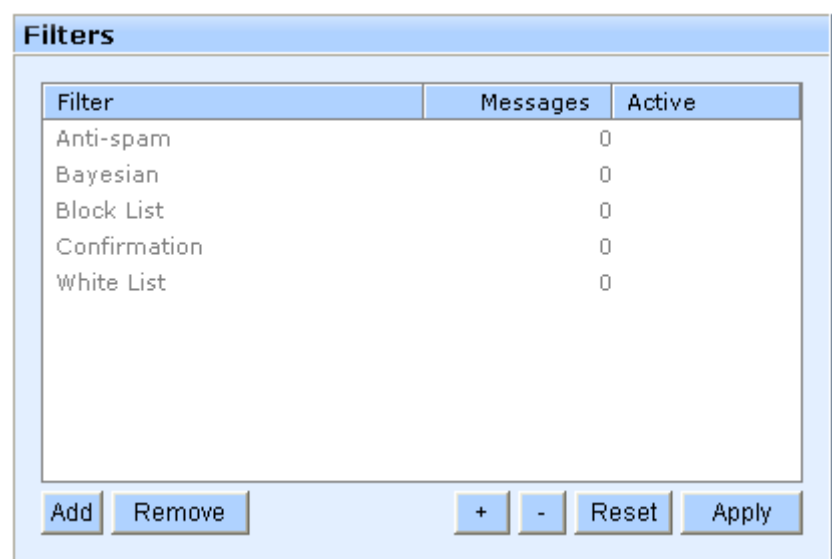 Filters
Filter Messages Active
Anti-spam 0
Bayesian 0
Block List 0
Confirmation 0
White List 0
Add Remove + - Reset Apply